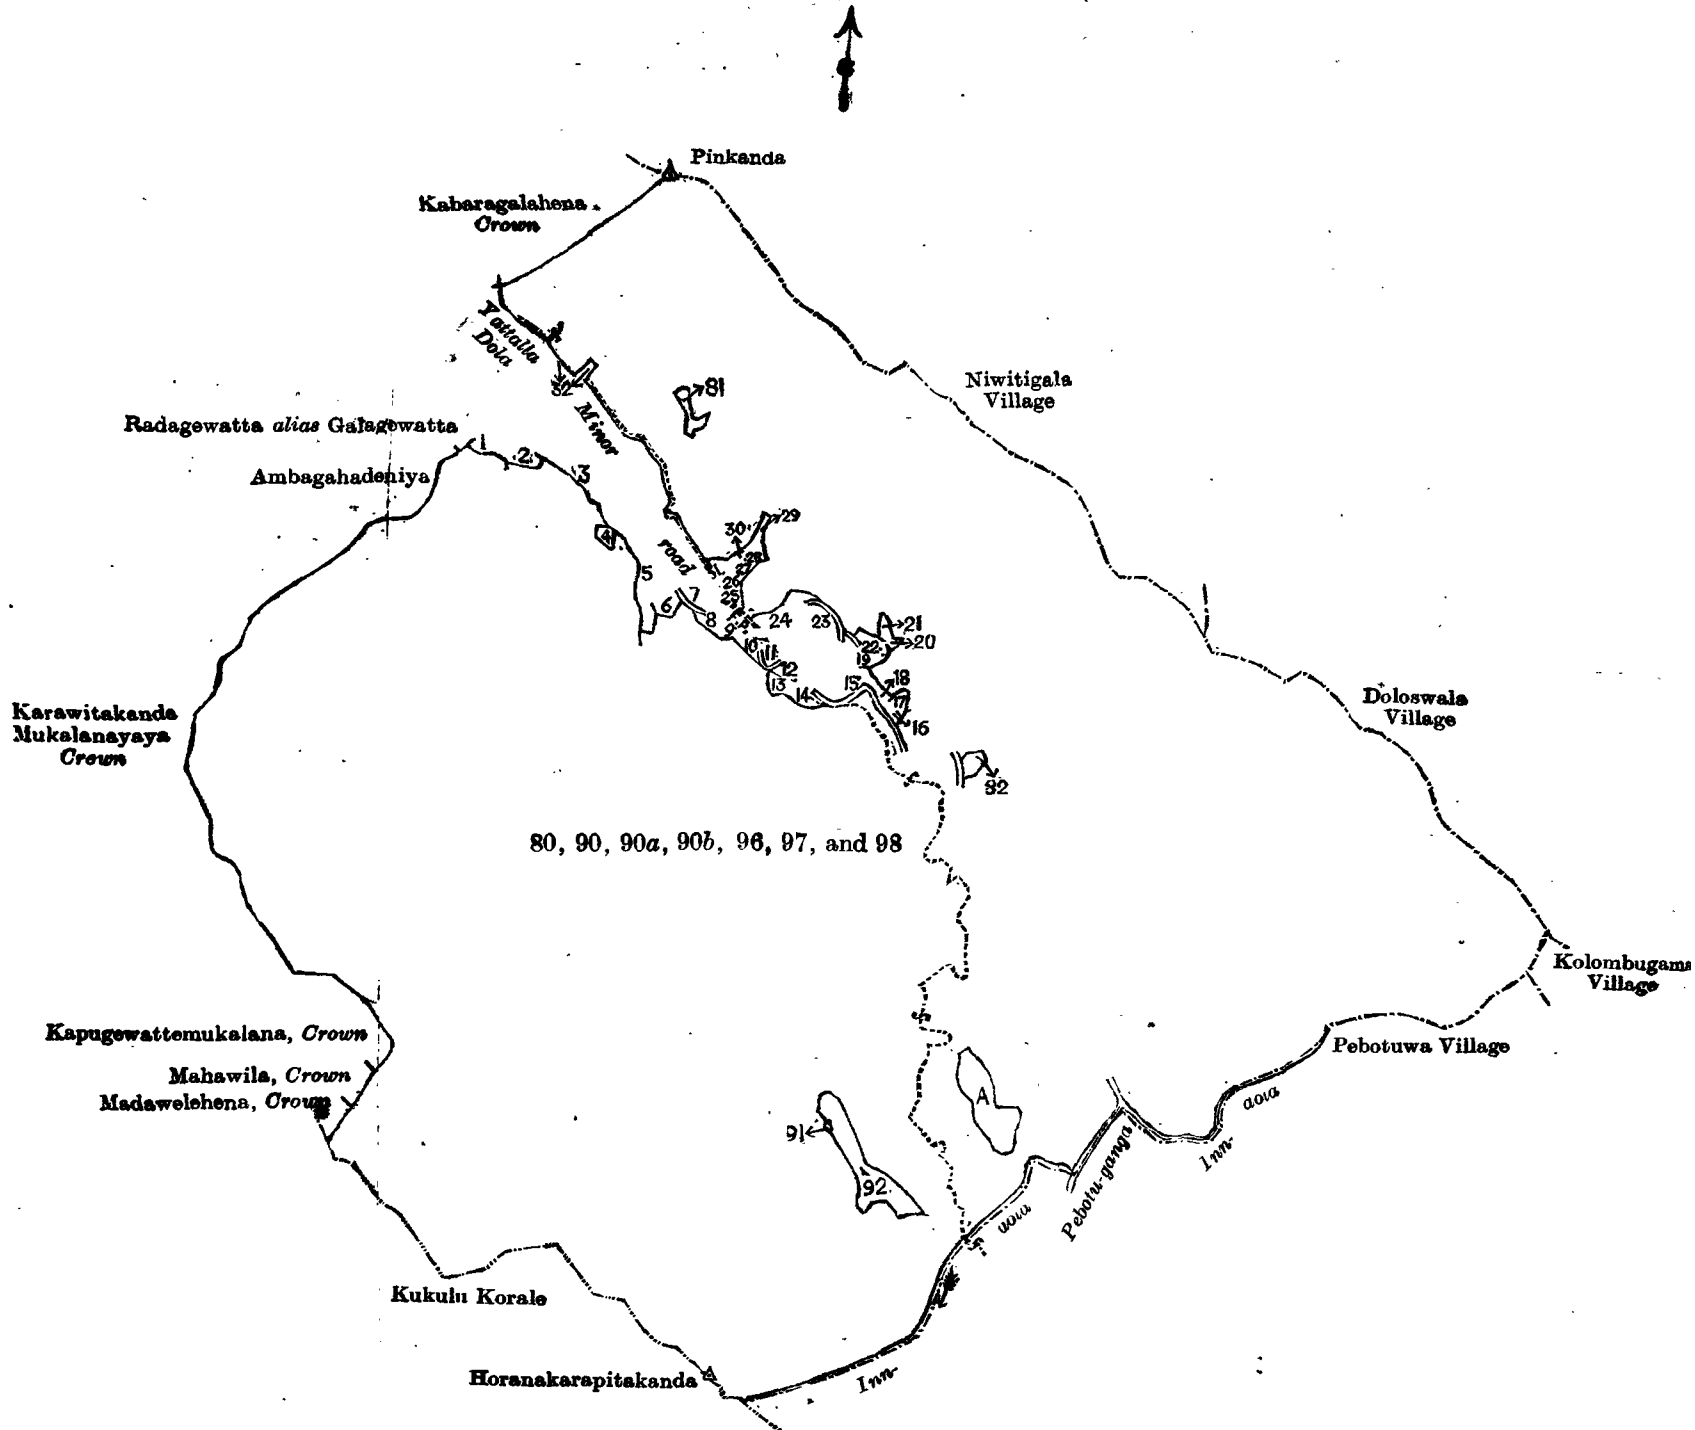 Pinkanda
Kabaragalahena
Crown
Yattalla
Dola
32
Minor
81
Niwitigala
Village
Radagewatta alias Galagewatta
1
2
3
Ambagahadeniya
4
29
30
28
27
road
5
26
25
6
7
8
9
24
23
21
20
22
19
10
11
12
13
14
15
18
17
16
Doloswala
Village
Karawitakanda
Mukalanayaya
Crown
82
80, 90, 90a, 90b, 96, 97, and 98
Kolombugama
Village
Kapugewattemukalana, Crown
Pebotuwa Village
Mahawila, Crown
Madawelehena, Crown
A
dola
91
Inn-
Pebotu-ganga
92
dola
Kukulu Korale
Horanakarapitakanda
Inn-